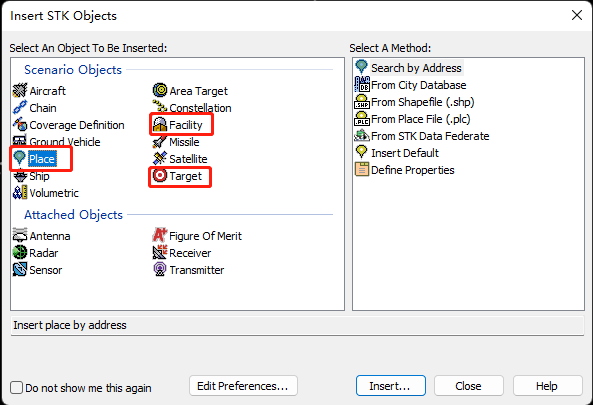 Insert STK Objects
Select An Object To Be Inserted:
Scenario Objects
Aircraft
Area Target
Chain
Constellation
Coverage Definition
Facility
Ground Vehicle
Missile
Place
Satellite
Ship
Target
Volumetric
Attached Objects
Antenna
Figure Of Merit
Radar
Receiver
Sensor
Transmitter
Select A Method:
Search by Address
From City Database
From Shapefile (.shp)
From Place File (.plc)
From STK Data Federate
Insert Default
Define Properties
Insert place by address
Do not show me this again
Edit Preferences...
Insert...
Close
Help